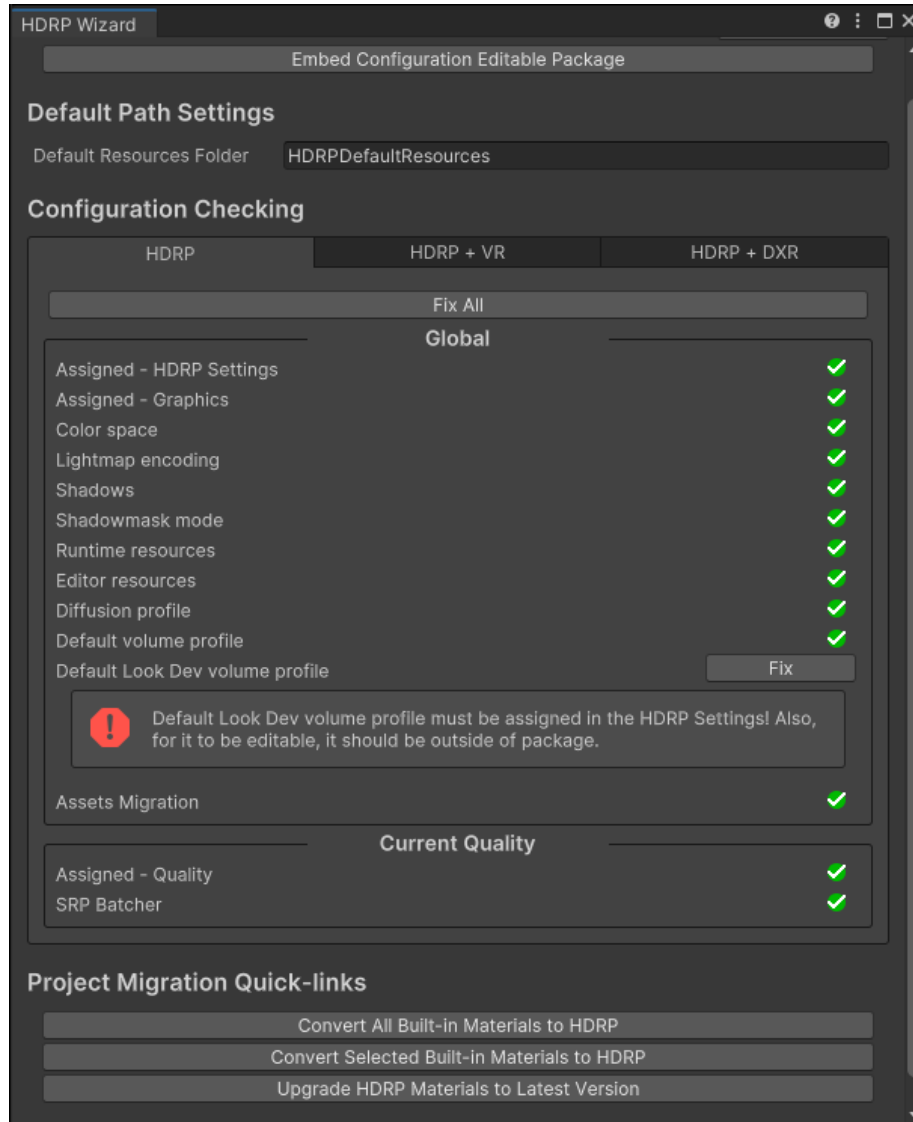 HDRP Wizard
Embed Configuration Editable Package
Default Path Settings
Default Resources Folder HDRPDefaultResources
Configuration Checking
HDRP HDRP + VR HDRP + DXR
Fix All
Global
Assigned - HDRP Settings
Assigned - Graphics
Color space
Lightmap encoding
Shadows
Shadowmask mode
Runtime resources
Editor resources
Diffusion profile
Default volume profile
Default Look Dev volume profile Fix
Default Look Dev volume profile must be assigned in the HDRP Settings! Also,
for it to be editable, it should be outside of package.
Assets Migration
Current Quality
Assigned - Quality
SRP Batcher
Project Migration Quick-links
Convert All Built-in Materials to HDRP
Convert Selected Built-in Materials to HDRP
Upgrade HDRP Materials to Latest Version